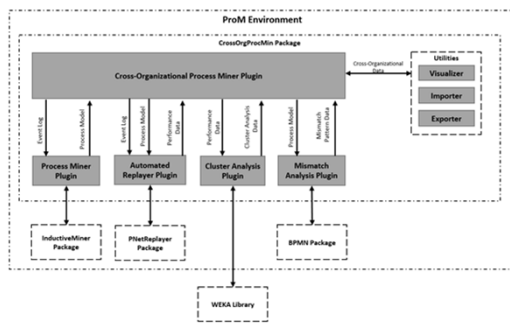 ProM Environment
CrossOrgProcMin Package
Cross-Organizational Process Miner Plugin
Cross-Organizational
Data
Utilities
Visualizer
Importer
Exporter
Event Log
Process Model
Event Log
Process Model
Performance
Data
Performance
Data
Cluster Analysis
Data
Process Model
Mismatch
Pattern Data
Process Miner
Plugin
Automated
Replayer Plugin
Cluster Analysis
Plugin
Mismatch
Analysis Plugin
InductiveMiner
Package
PNetReplayer
Package
BPMN Package
WEKA Library